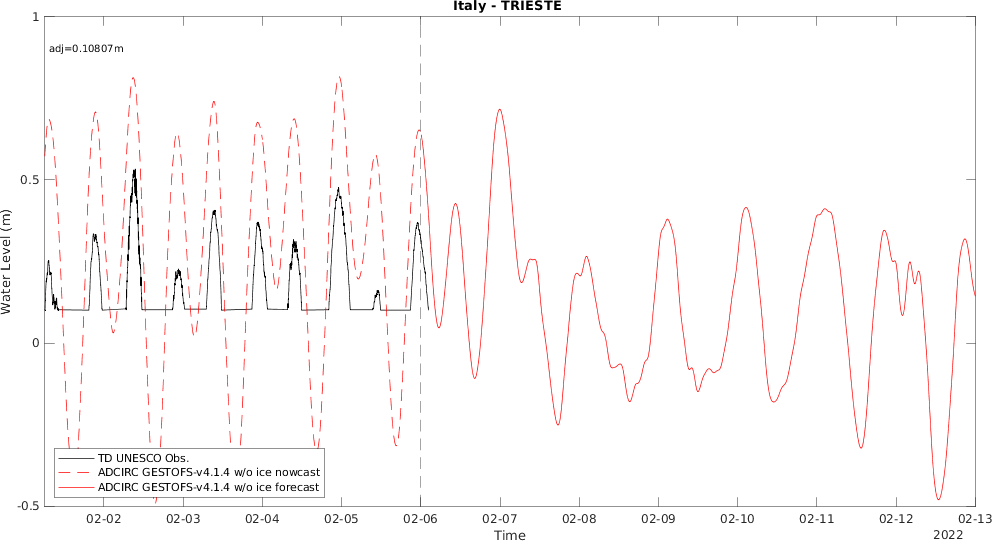 Italy - TRIESTE
1
adj=0.10807m
0.5
Water Level (m)
0
TD UNESCO Obs.
ADCIRC GESTOFS-v4.1.4 w/o ice nowcast
ADCIRC GESTOFS-v4.1.4 w/o ice forecast
-0.5
02-02 02-03 02-04 02-05 02-06 02-07 02-08 02-09 02-10 02-11 02-12 02-13
Time
2022